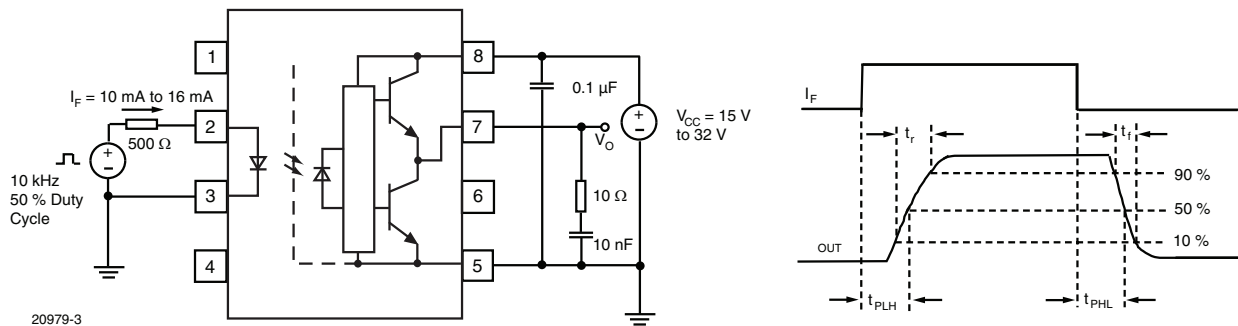 I_F = 10 mA to 16 mA
500 Ω
10 kHz
50 % Duty
Cycle
1
2
3
4
8
7
6
5
0.1 µF
V_O
10 Ω
10 nF
V_CC = 15 V
to 32 V
20979-3
I_F
t_r
t_f
90 %
50 %
10 %
OUT
t_PLH
t_PHL